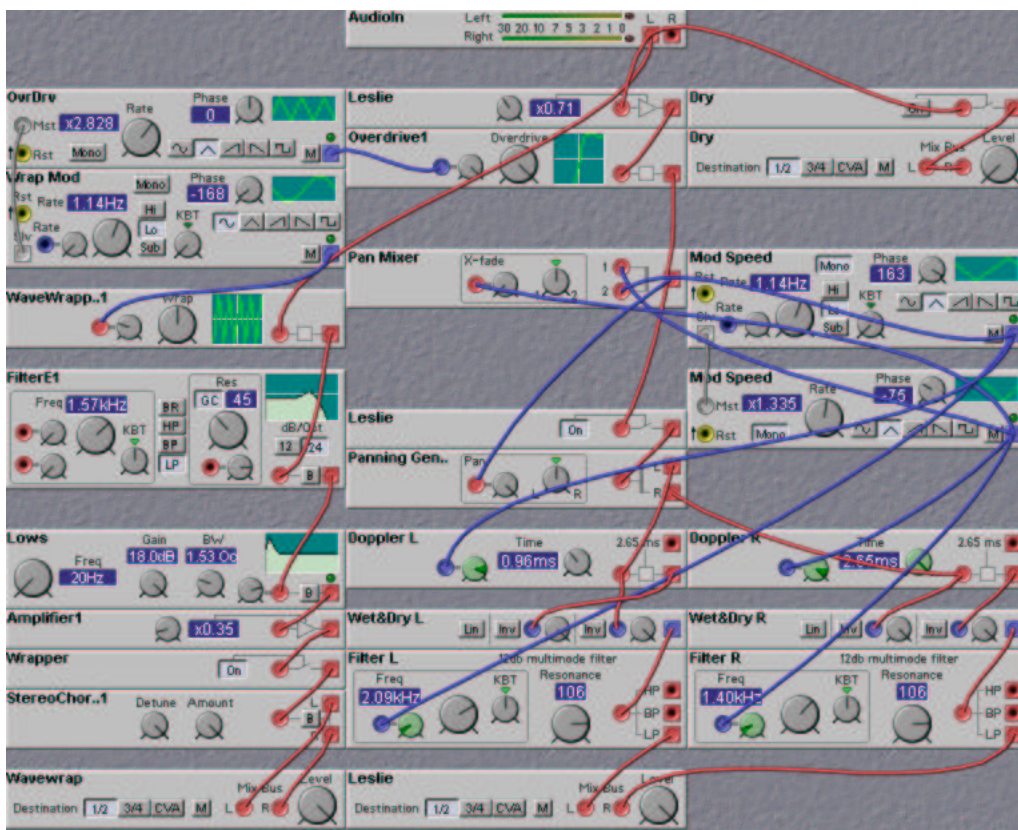 AudioIn Left L R
Right 30 20 10 7 5 3 2 1 0
OvrDrv Rate Phase 0
Mst x2.828
Rst Mono M
Wrap Mod Mono Phase -168
Rst Rate 1.14Hz Hi KBT
Rate Lo
Slv Sub M
WaveWrapp..1 Wrap
FilterE1 Res
Freq 1.57kHz BR GC 45
KBT HP dB/Oct
BP 12 24
LP B
Lows Gain BW
18.0dB 1.53 Oc
Freq
20Hz B
Amplifier1 x0.35
Wrapper On
StereoChor..1 Detune Amount L
B
Wavewrap Level
Mix Bus
Destination 1/2 3/4 CVA M L R
Leslie x0.71
Overdrive1 Overdrive
Pan Mixer X-fade 1
1 2 2
Leslie On
Panning Gen.. Pan L
L R R
Doppler L Time 2.65 ms
0.96ms
Wet&Dry L Lin Inv Inv
Filter L 12db multimode filter
Freq KBT Resonance
2.09kHz 106 HP
BP
LP
Leslie Level
Mix Bus
Destination 1/2 3/4 CVA M L R
Dry On
Dry Level
Mix Bus
Destination 1/2 3/4 CVA M L R
Mod Speed Mono Phase 163
Rst Rate 1.14Hz Hi KBT
Rate Lo
Slv Sub M
Mod Speed Rate Phase -75
Mst x1.335
Rst Mono M
Doppler R Time 2.65 ms
2.65ms
Wet&Dry R Lin Inv Inv
Filter R 12db multimode filter
Freq KBT Resonance
1.40kHz 106 HP
BP
LP